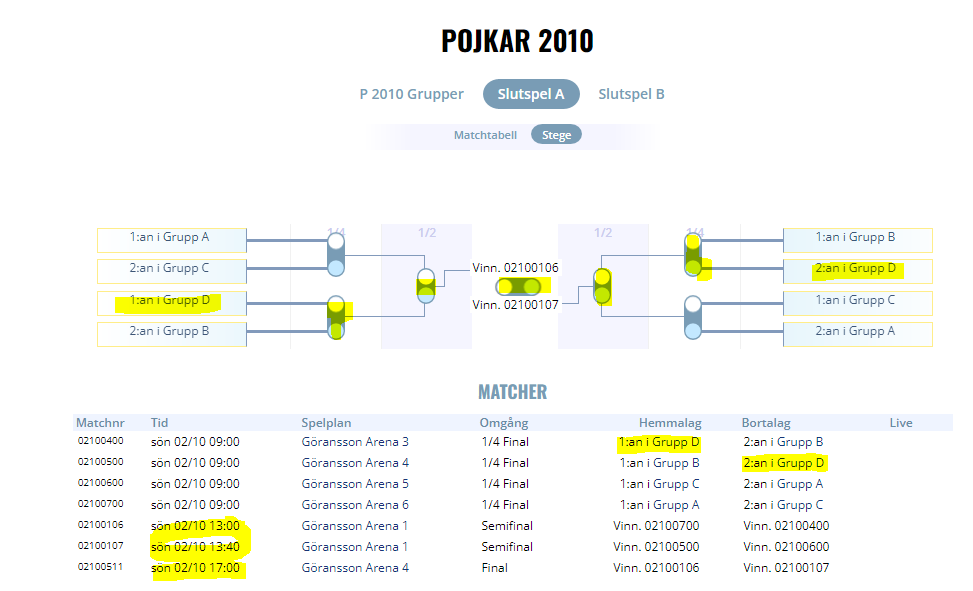 POJKAR 2010
P 2010 Grupper Slutspel A Slutspel B
Matchtabell Stege
1/4 1/2 1/2 1/4
1:an i Grupp A 1:an i Grupp B
2:an i Grupp C Vinn. 02100106 2:an i Grupp D
1:an i Grupp D Vinn. 02100107 1:an i Grupp C
2:an i Grupp B 2:an i Grupp A
MATCHER
Matchnr Tid Spelplan Omgång Hemmalag Bortalag Live
02100400 sön 02/10 09:00 Göransson Arena 3 1/4 Final 1:an i Grupp D 2:an i Grupp B
02100500 sön 02/10 09:00 Göransson Arena 4 1/4 Final 1:an i Grupp B 2:an i Grupp D
02100600 sön 02/10 09:00 Göransson Arena 5 1/4 Final 1:an i Grupp C 2:an i Grupp A
02100700 sön 02/10 09:00 Göransson Arena 6 1/4 Final 1:an i Grupp A 2:an i Grupp C
02100106 sön 02/10 13:00 Göransson Arena 1 Semifinal Vinn. 02100700 Vinn. 02100400
02100107 sön 02/10 13:40 Göransson Arena 1 Semifinal Vinn. 02100500 Vinn. 02100600
02100511 sön 02/10 17:00 Göransson Arena 4 Final Vinn. 02100106 Vinn. 02100107